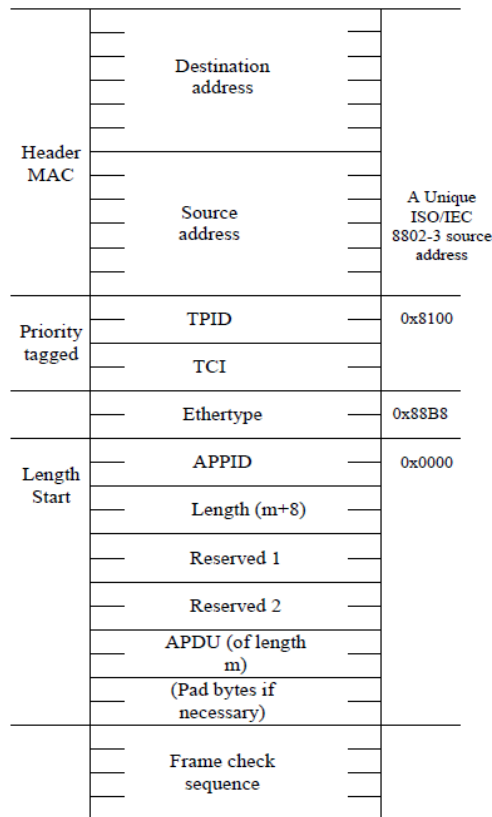 Destination
address
Header
MAC
Source
address
A Unique
ISO/IEC
8802-3 source
address
Priority
tagged
TPID
0x8100
TCI
Ethertype
0x88B8
Length
Start
APPID
0x0000
Length (m+8)
Reserved 1
Reserved 2
APDU (of length
m)
(Pad bytes if
necessary)
Frame check
sequence